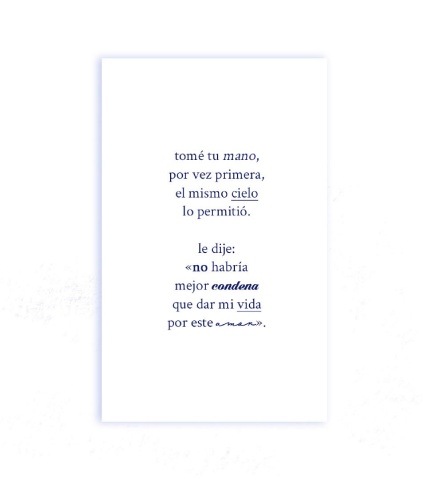 tomé tu mano,
por vez primera,
el mismo cielo
lo permitió.
le dije:
«no habría
mejor condena
que dar mi vida
por este amor».